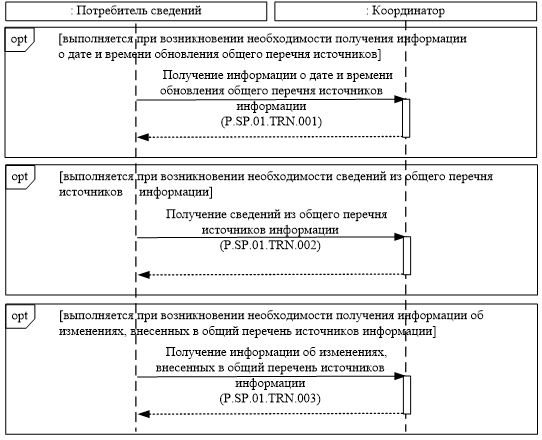 : Потребитель сведений
: Координатор
opt
[выполняется при возникновении необходимости получения информации
о дате и времени обновления общего перечня источников]
Получение информации о дате и времени
обновления общего перечня источников
информации
(P.SP.01.TRN.001)
opt
[выполняется при возникновении необходимости сведений из общего перечня
источников информации]
Получение сведений из общего перечня
источников информации
(P.SP.01.TRN.002)
opt
[выполняется при возникновении необходимости получения информации об
изменениях, внесенных в общий перечень источников информации]
Получение информации об изменениях,
внесенных в общий перечень источников
информации
(P.SP.01.TRN.003)